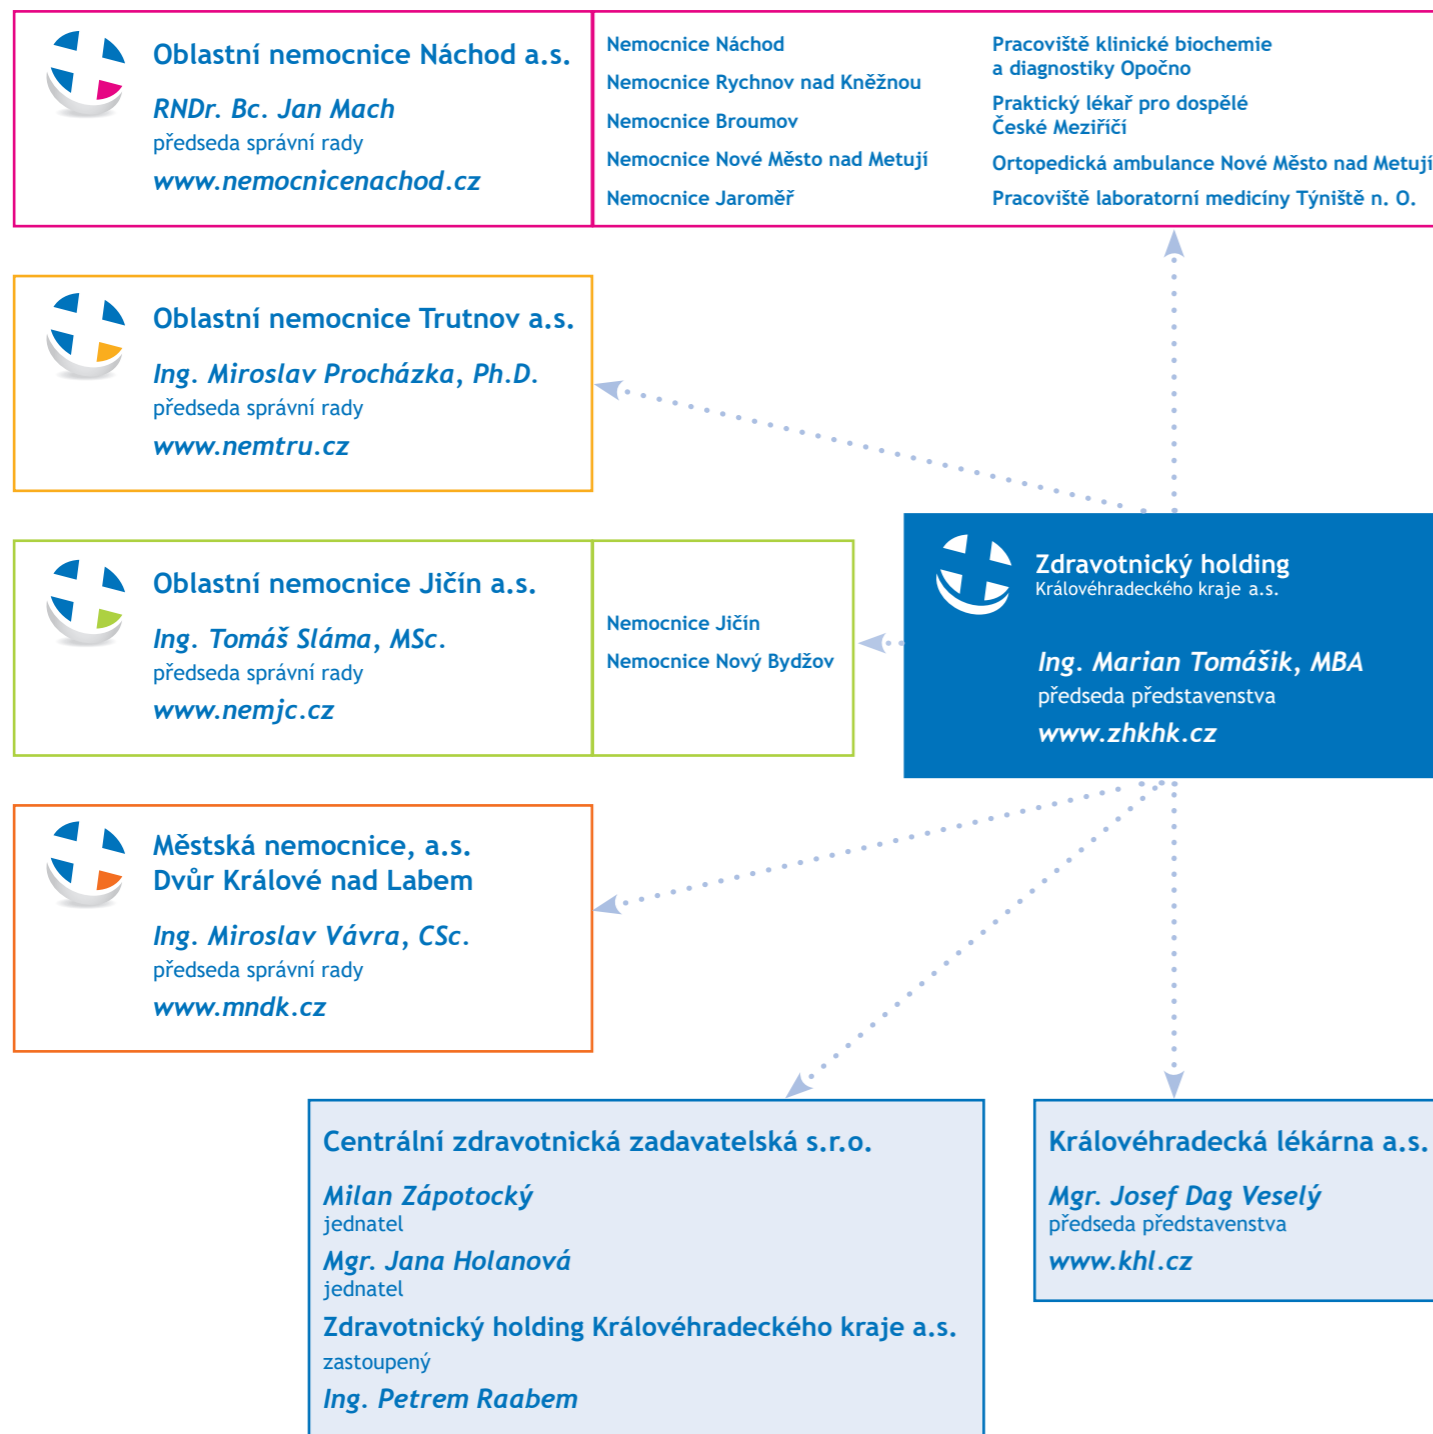 Oblastní nemocnice Náchod a.s.
RNDr. Bc. Jan Mach
předseda správní rady
www.nemocnicenachod.cz
Nemocnice Náchod
Nemocnice Rychnov nad Kněžnou
Nemocnice Broumov
Nemocnice Nové Město nad Metují
Nemocnice Jaroměř
Pracoviště klinické biochemie
a diagnostiky Opočno
Praktický lékař pro dospělé
České Meziříčí
Ortopedická ambulance Nové Město nad Metují
Pracoviště laboratorní medicíny Týniště n. O.
Oblastní nemocnice Trutnov a.s.
Ing. Miroslav Procházka, Ph.D.
předseda správní rady
www.nemtru.cz
Oblastní nemocnice Jičín a.s.
Ing. Tomáš Sláma, MSc.
předseda správní rady
www.nemjc.cz
Nemocnice Jičín
Nemocnice Nový Bydžov
Zdravotnický holding
Královéhradeckého kraje a.s.
Ing. Marian Tomášik, MBA
předseda představenstva
www.zhkhk.cz
Městská nemocnice, a.s.
Dvůr Králové nad Labem
Ing. Miroslav Vávra, CSc.
předseda správní rady
www.mndk.cz
Centrální zdravotnická zadavatelská s.r.o.
Milan Zápotocký
jednatel
Mgr. Jana Holanová
jednatel
Zdravotnický holding Královéhradeckého kraje a.s.
zastoupený
Ing. Petrem Raabem
Královéhradecká lékárna a.s.
Mgr. Josef Dag Veselý
předseda představenstva
www.khl.cz